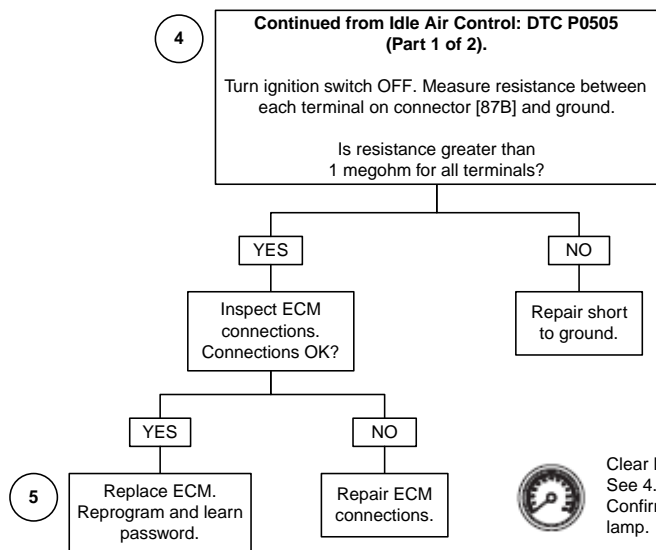 4
Continued from Idle Air Control: DTC P0505
(Part 1 of 2).
Turn ignition switch OFF. Measure resistance between
each terminal on connector [87B] and ground.
Is resistance greater than
1 megohm for all terminals?
YES
NO
Inspect ECM
connections.
Connections OK?
Repair short
to ground.
YES
NO
5
Replace ECM.
Reprogram and learn
password.
Repair ECM
connections.
Clear
See 4.
Confirm
lamp.